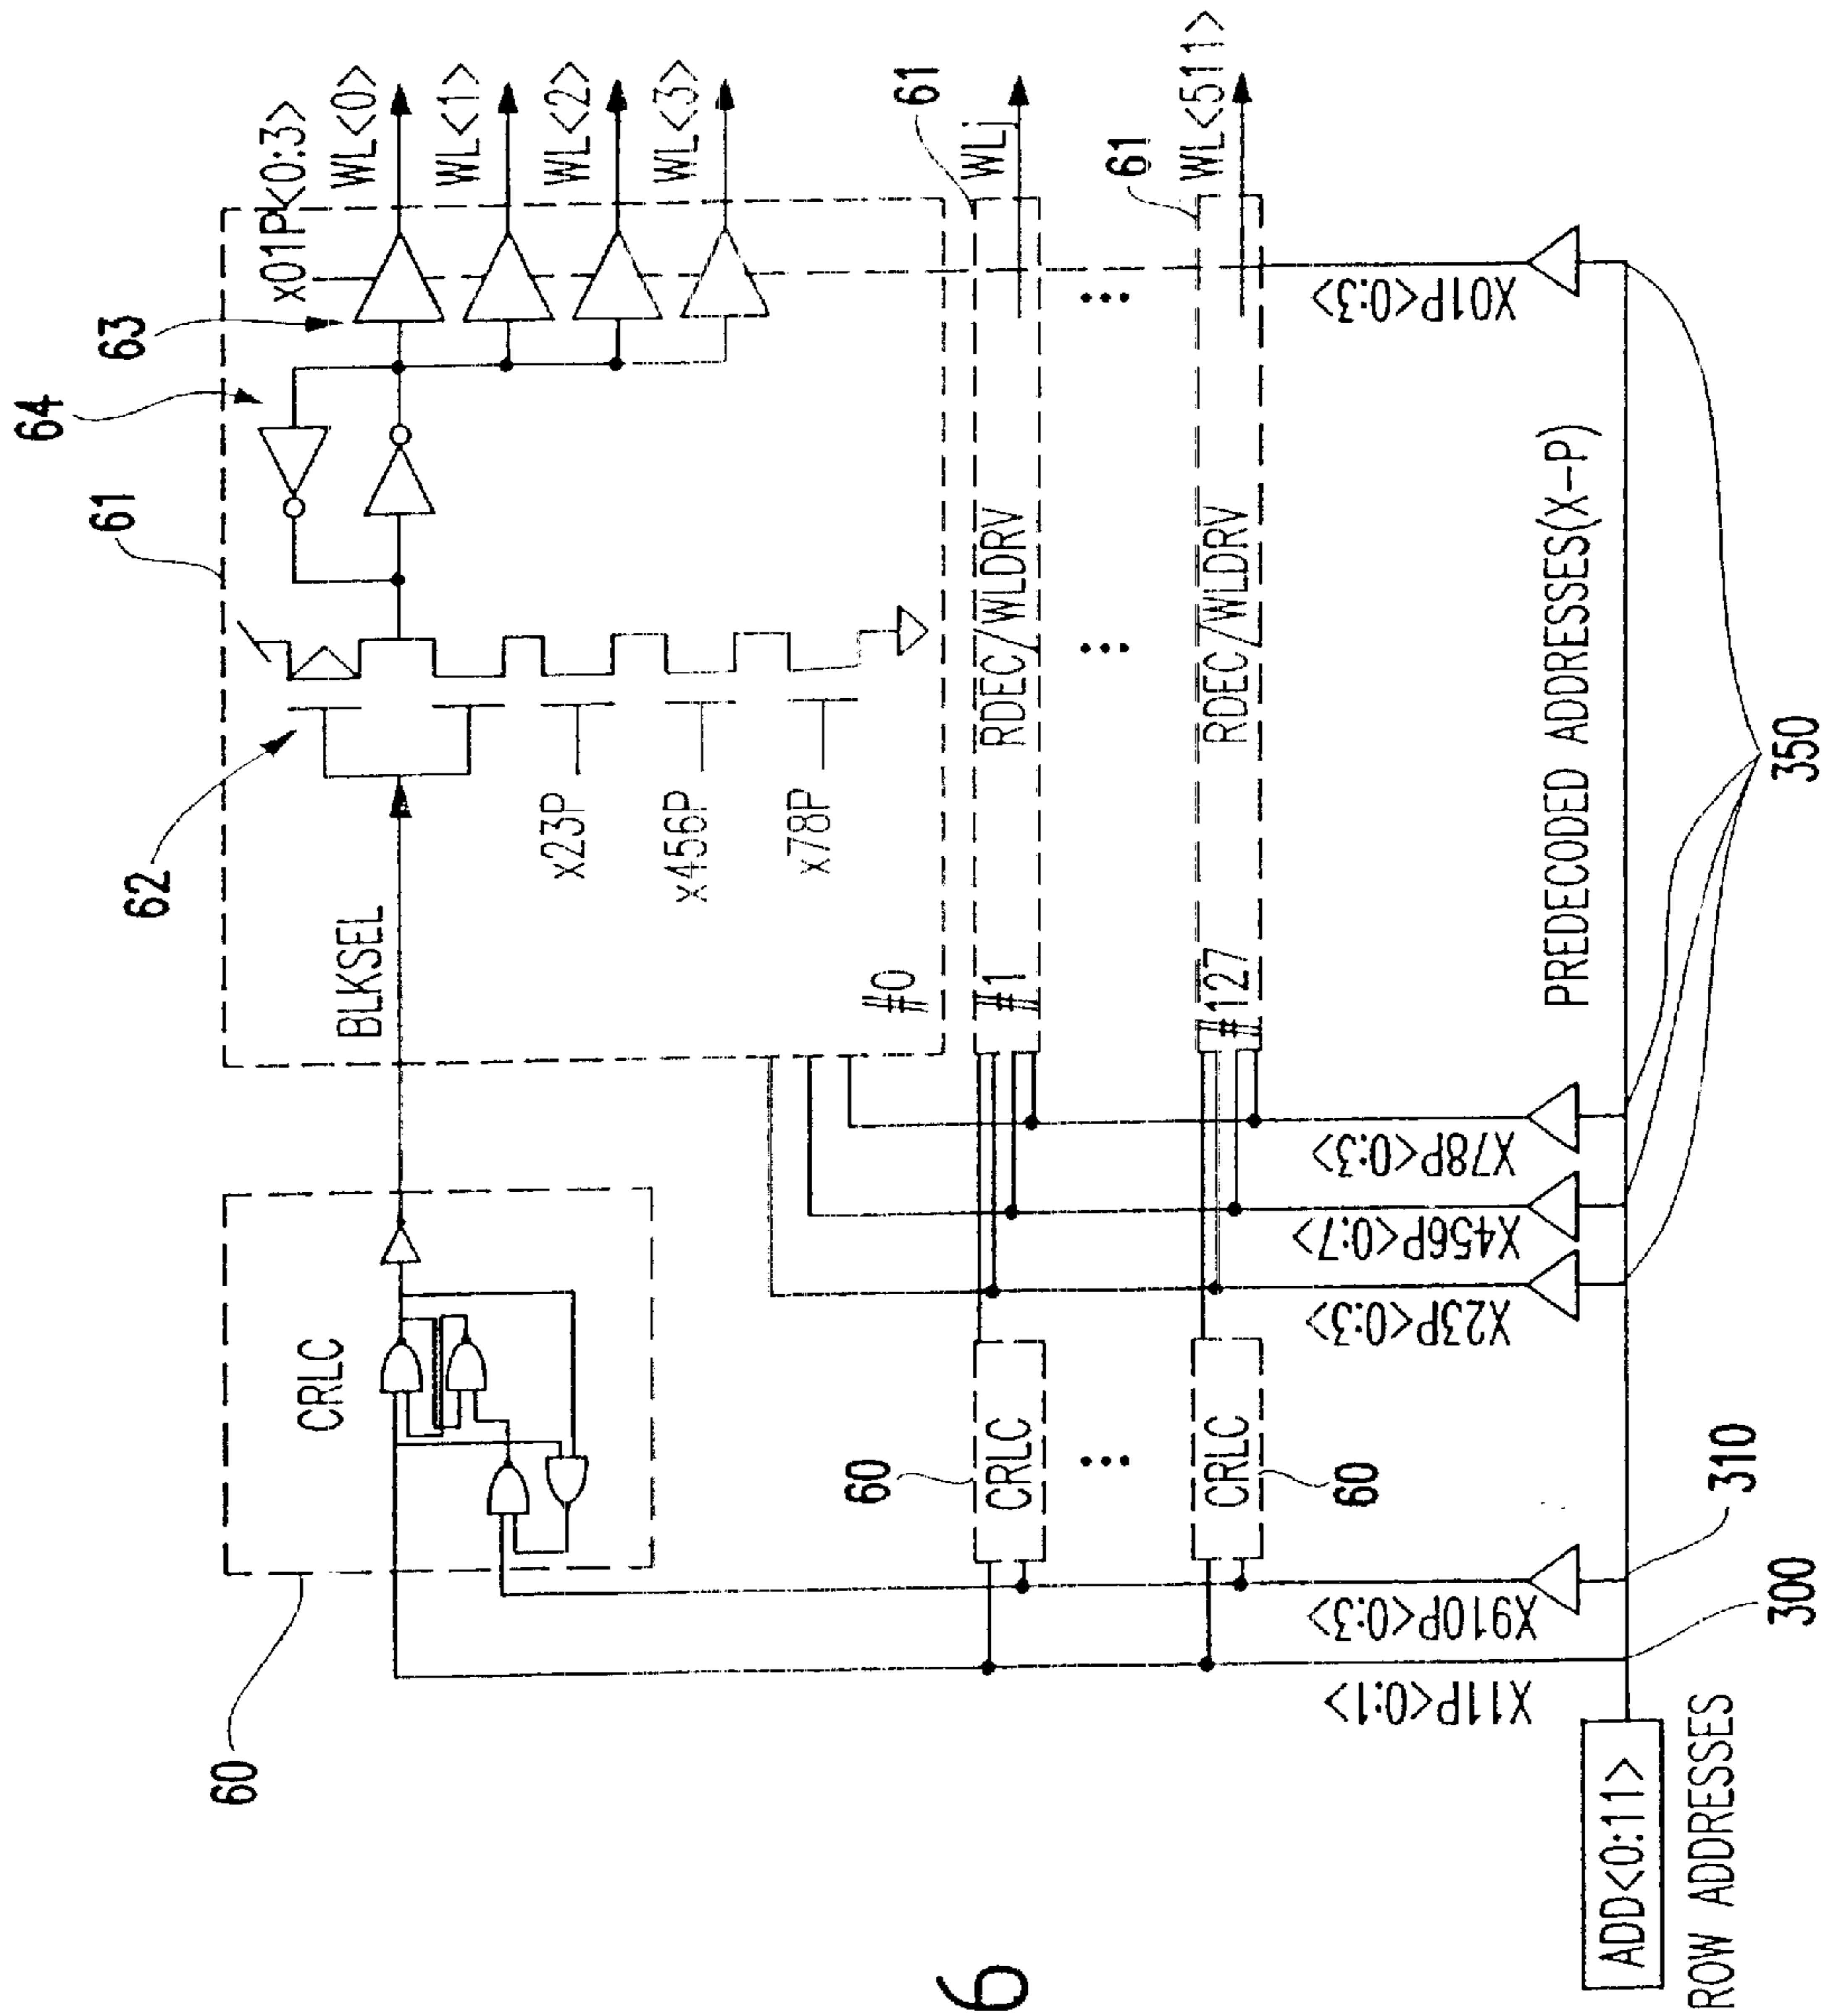 60
CRLC
BLKSEL
62
61
64
63
x01P<0:3>
WL<0>
WL<1>
WL<2>
WL<3>
x23P
x456P
x78P
#0
60
CRLC
#1
RDEC/WLDRV
WLj
61
...
...
...
CRLC
60
#127
RDEC/WLDRV
61
WL<511>
X11P<0:1>
X910P<0:3>
X23P<0:3>
X456P<0:7>
X78P<0:3>
X01P<0:3>
PREDECODED ADDRESSES(X-P)
ADD<0:11>
ROW ADDRESSES
300
310
350
6